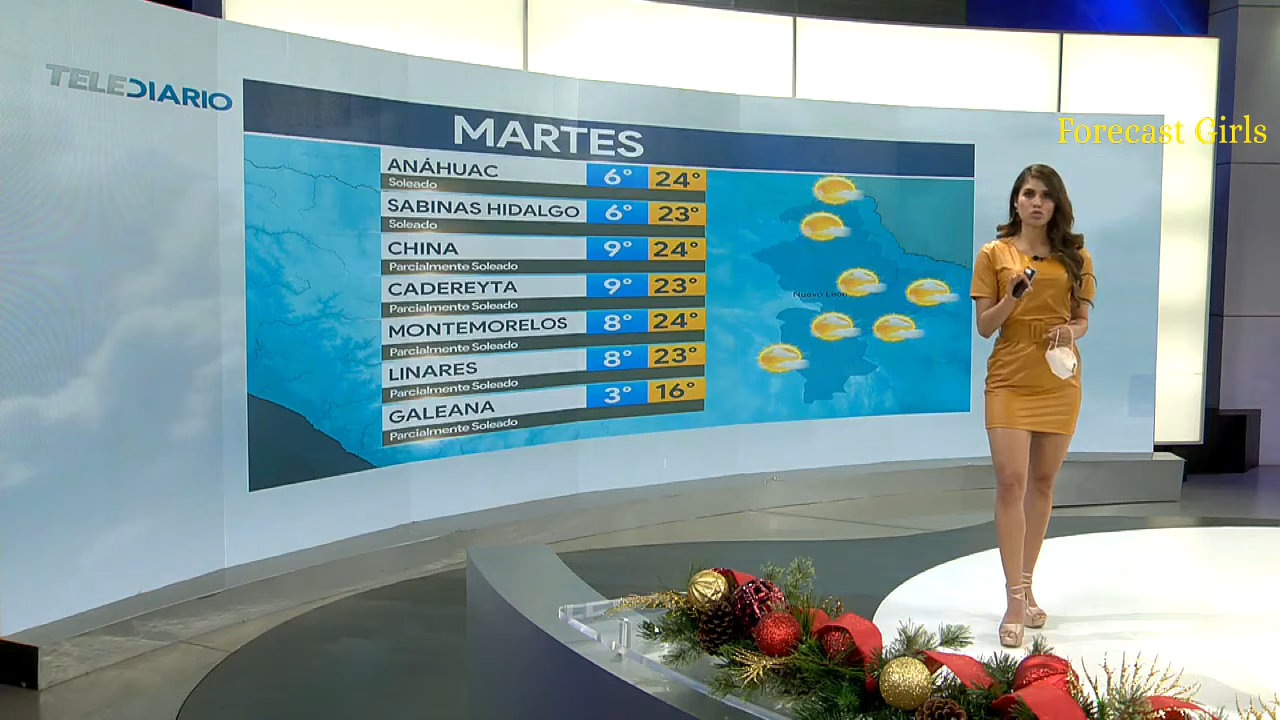 TELEDIARIO
Forecast Girls
MARTES
ANÁHUAC 6° 24°
Soleado
SABINAS HIDALGO 6° 23°
Soleado
CHINA 9° 24°
Parcialmente Soleado
CADEREYTA 9° 23°
Parcialmente Soleado
MONTEMORELOS 8° 24°
Parcialmente Soleado
LINARES 8° 23°
Parcialmente Soleado
GALEANA 3° 16°
Parcialmente Soleado
Nuevo León